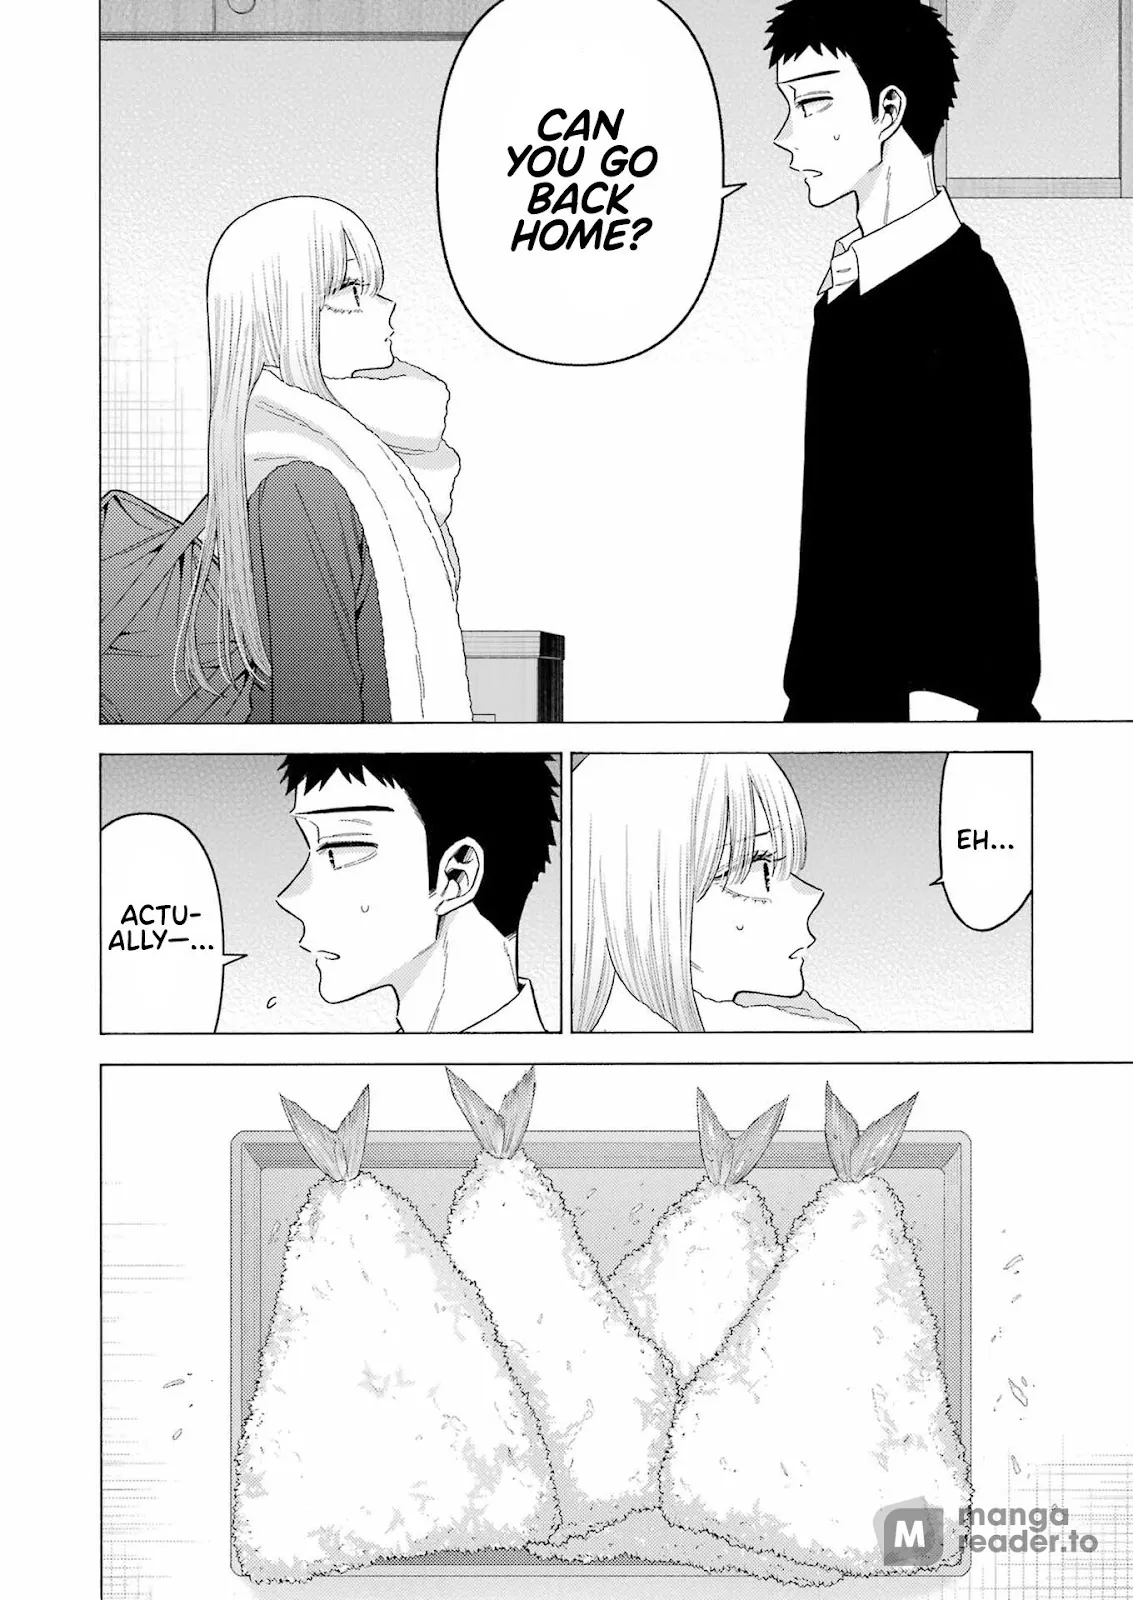 CAN
YOU GO
BACK
HOME?
EH...
ACTU-
ALLY—...
M manga
reader.to